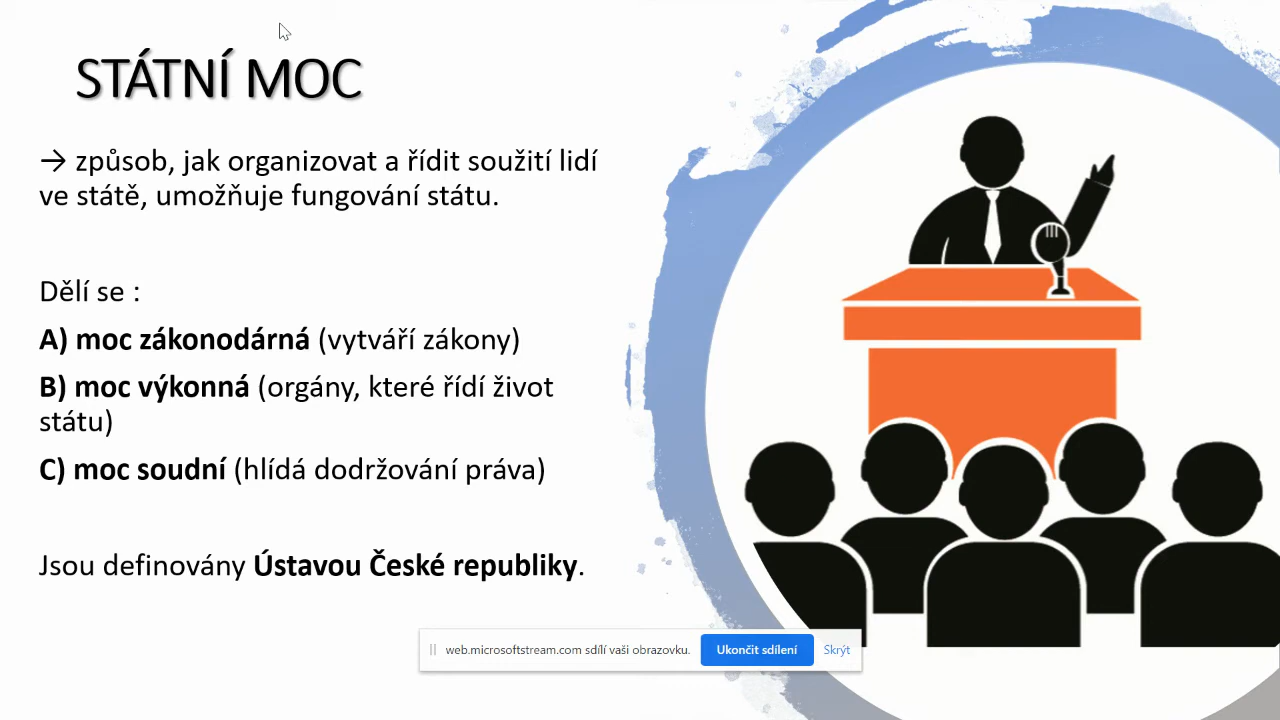 STÁTNÍ MOC
→ způsob, jak organizovat a řídit soužití lidí
ve státě, umožňuje fungování státu.
Dělí se :
A) moc zákonodárná (vytváří zákony)
B) moc výkonná (orgány, které řídí život
státu)
C) moc soudní (hlídá dodržování práva)
Jsou definovány Ústavou České republiky.
web.microsoftstream.com sdílí vaši obrazovku. Ukončit sdílení Skrýt